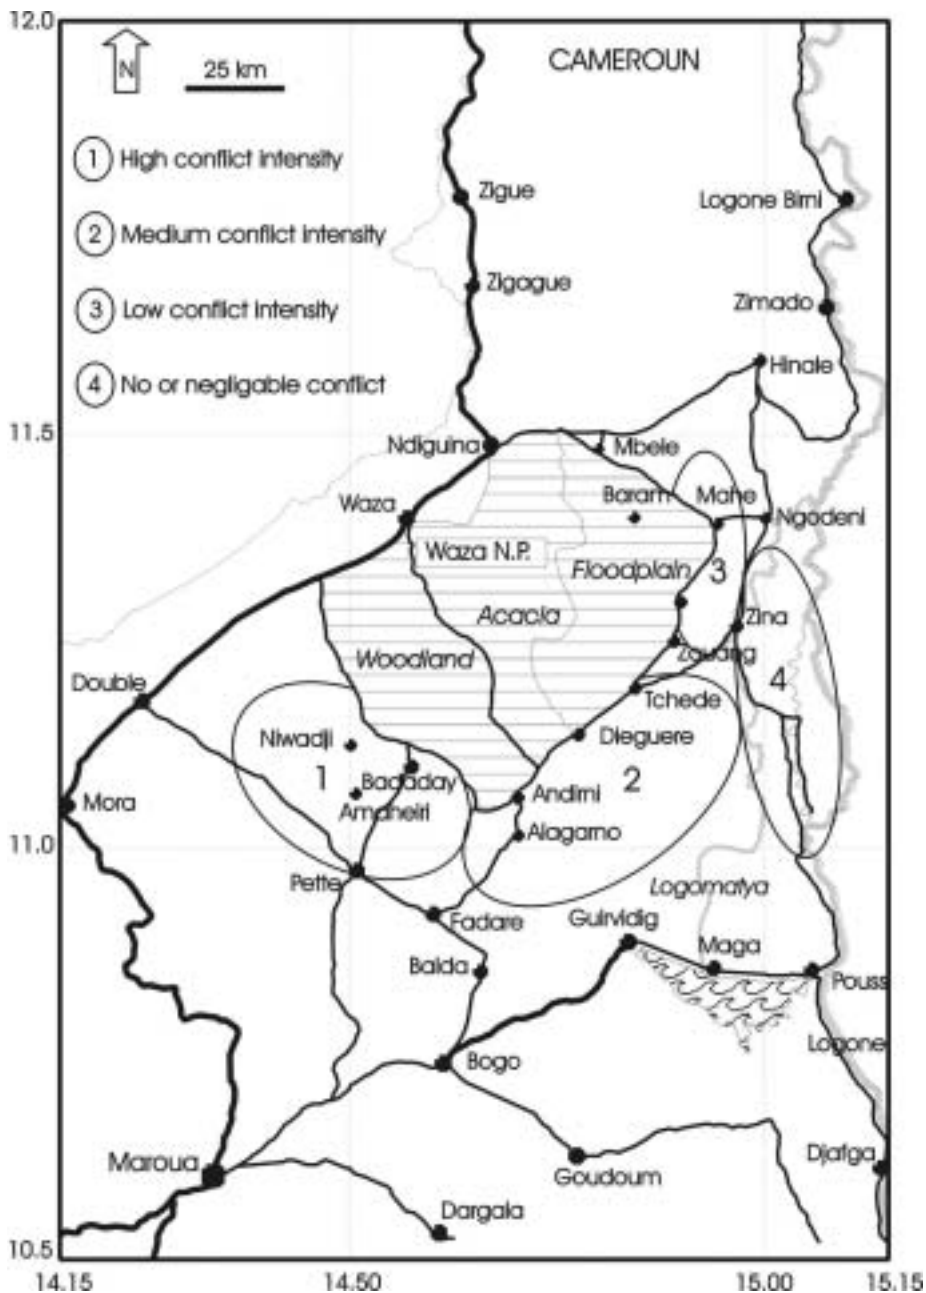 12.0
N
25 km
CAMEROUN
1 High conflict intensity
Zigue
Logone Birni
2 Medium conflict intensity
Zigague
Zimado
3 Low conflict intensity
Hinale
4 No or negligable conflict
11.5
Ndiguina
Mbele
Waza
Baram
Mahe
Ngodeni
Waza N.P.
Floodplain
3
Acacia
Zina
Woodland
Zouang
4
Double
Tchede
Niwadji
Dieguere
1
2
Badaday
Mora
Andirni
Amaheiri
Alagarno
11.0
Pette
Logomatya
Fadare
Guirvidig
Balda
Maga
Pouss
Logone
Bogo
Maroua
Goudoum
Djafga
Dargala
10.5
14.15
14.50
15.00
15.15